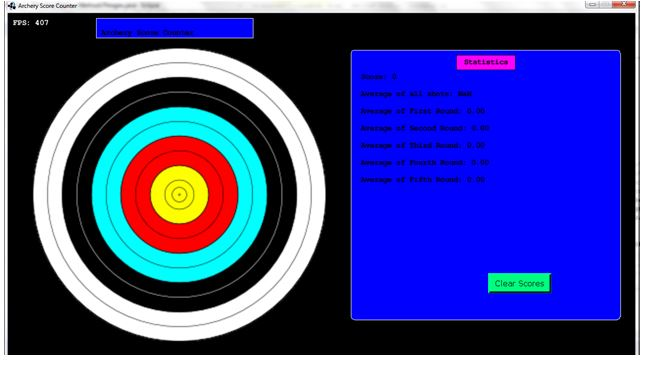 Archery Score Counter
FPS: 407
Archery Score Counter
Statistics
Shots: 0
Average of All Shots: NaN
Average of First Round: 0.00
Average of Second Round: 0.00
Average of Third Round: 0.00
Average of Fourth Round: 0.00
Average of Fifth Round: 0.00
Clear Scores